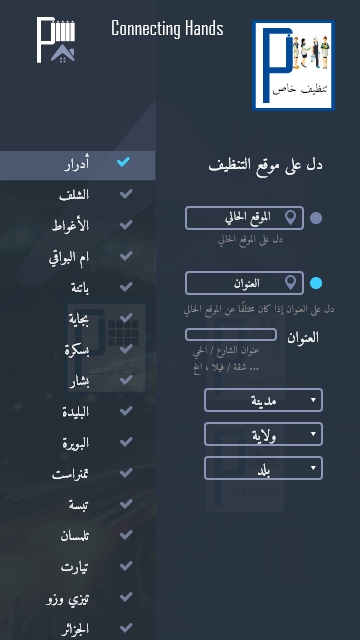 Connecting Hands
تنظيف خاص
دل على موقع التنظيف
الموقع الحالي
دل على الموقع الحالي
العنوان
دل على العنوان إذا كان مختلفًا عن الموقع الحالي
العنوان
عنوان الشارع / الحي
شقة / فيلا ، الخ ...
مدينة
ولاية
بلد
أدرار
الشلف
الأغواط
ام البواقي
باتنة
بجاية
بسكرة
بشار
البليدة
البويرة
تمنراست
تبسة
تلمسان
تيارت
تيزي وزو
الجزائر